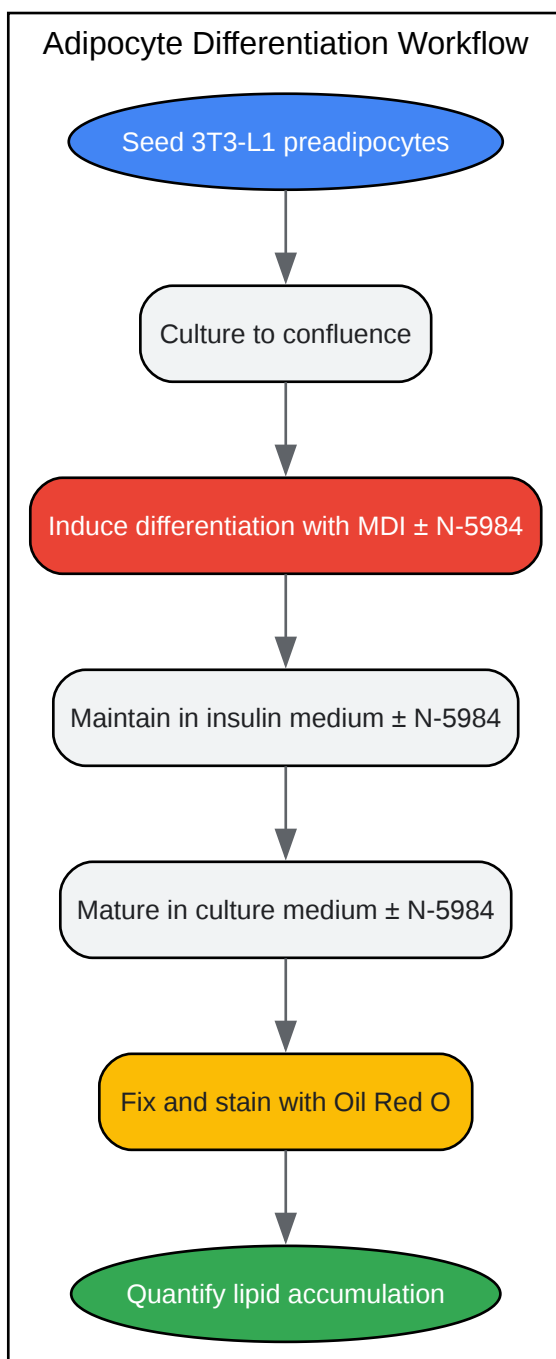 Adipocyte Differentiation Workflow
Seed 3T3-L1 preadipocytes
Culture to confluence
Induce differentiation with MDI ± N-5984
Maintain in insulin medium ± N-5984
Mature in culture medium ± N-5984
Fix and stain with Oil Red O
Quantify lipid accumulation